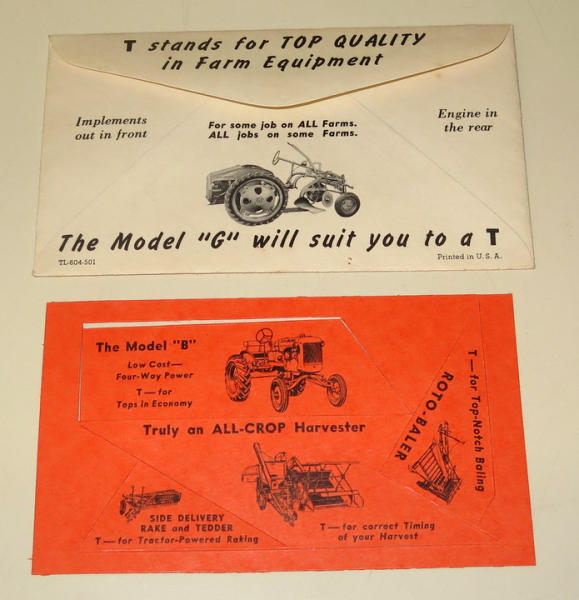 T stands for TOP QUALITY
in Farm Equipment
Implements
out in front
For some job on ALL Farms.
ALL jobs on some Farms.
Engine in
the rear
The Model "G" will suit you to a T
TL-604-501
Printed in U. S. A.
The Model "B"
Low Cost—
Four-Way Power
T—for
Tops in Economy
T—for Top-Notch Baling
ROTO-BALER
Truly an ALL-CROP Harvester
SIDE DELIVERY
RAKE and TEDDER
T—for Tractor-Powered Raking
T—for correct Timing
of your Harvest